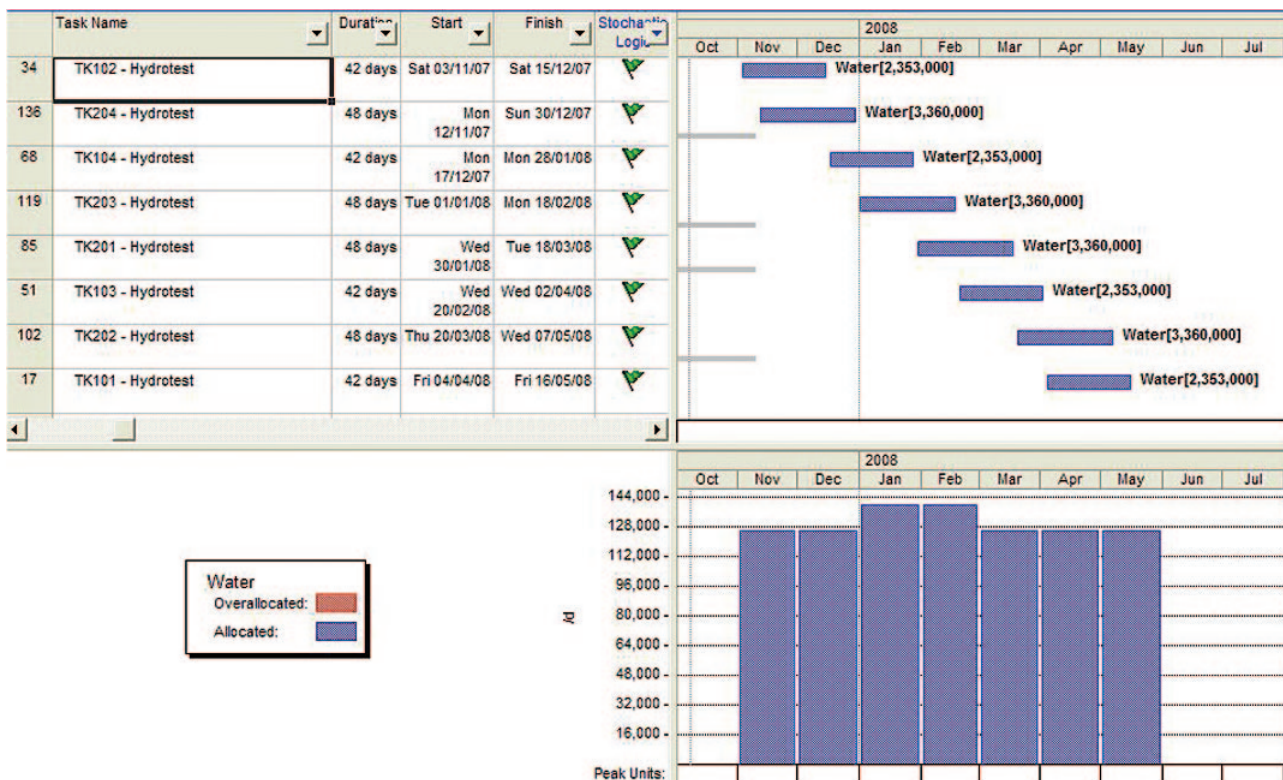 Task Name Duration Start Finish Stochastic Logic
2008
Oct Nov Dec Jan Feb Mar Apr May Jun Jul
34 TK102 - Hydrotest 42 days Sat 03/11/07 Sat 15/12/07 Water[2,353,000]
136 TK204 - Hydrotest 48 days Mon 12/11/07 Sun 30/12/07 Water[3,360,000]
68 TK104 - Hydrotest 42 days Mon 17/12/07 Mon 28/01/08 Water[2,353,000]
119 TK203 - Hydrotest 48 days Tue 01/01/08 Mon 18/02/08 Water[3,360,000]
85 TK201 - Hydrotest 48 days Wed 30/01/08 Tue 18/03/08 Water[3,360,000]
51 TK103 - Hydrotest 42 days Wed 20/02/08 Wed 02/04/08 Water[2,353,000]
102 TK202 - Hydrotest 48 days Thu 20/03/08 Wed 07/05/08 Water[3,360,000]
17 TK101 - Hydrotest 42 days Fri 04/04/08 Fri 16/05/08 Water[2,353,000]
2008
Oct Nov Dec Jan Feb Mar Apr May Jun Jul
Water
Overallocated:
Allocated:
/d
144,000
128,000
112,000
96,000
80,000
64,000
48,000
32,000
16,000
Peak Units: